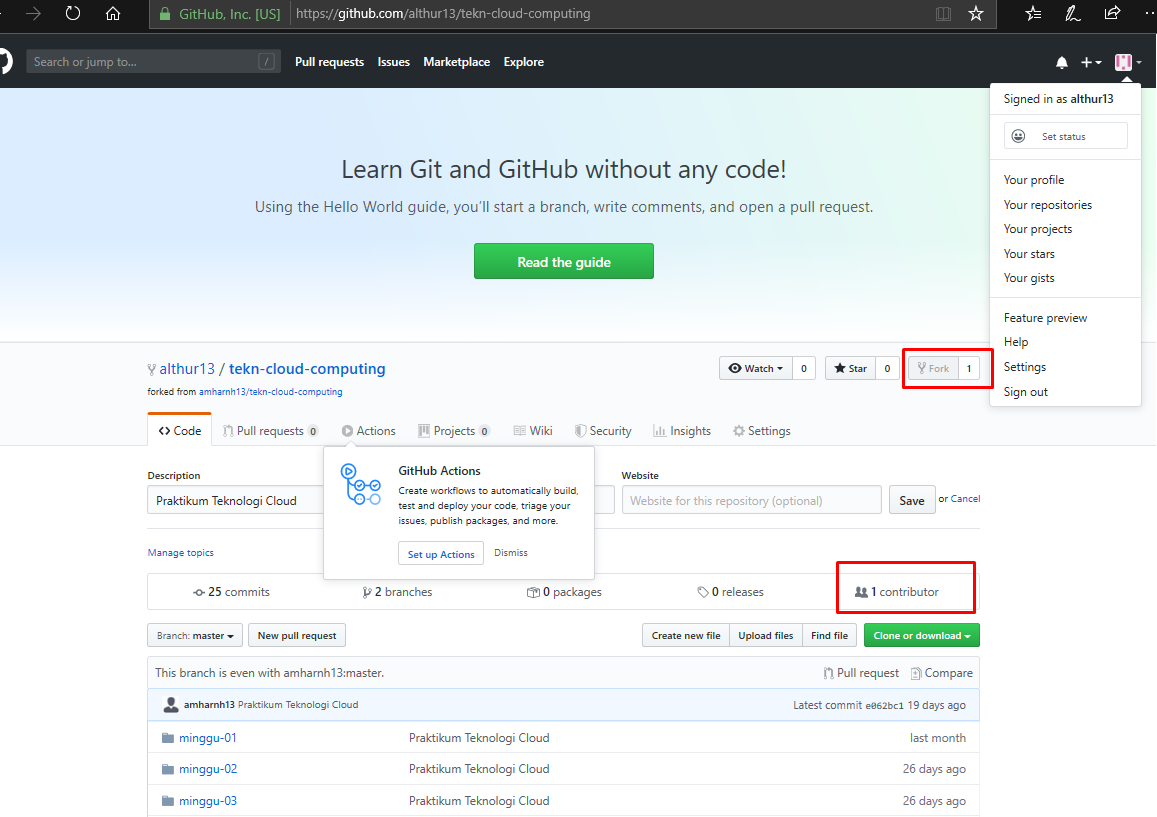 GitHub, Inc. [US] https://github.com/althur13/tekn-cloud-computing
Search or jump to... / Pull requests Issues Marketplace Explore
Signed in as althur13
Set status
Your profile
Your repositories
Your projects
Your stars
Your gists
Feature preview
Help
Settings
Sign out
Learn Git and GitHub without any code!
Using the Hello World guide, you’ll start a branch, write comments, and open a pull request.
Read the guide
althur13 / tekn-cloud-computing Watch 0 Star 0 Fork 1
forked from amharnh13/tekn-cloud-computing
Code Pull requests 0 Actions Projects 0 Wiki Security Insights Settings
GitHub Actions
Create workflows to automatically build,
test and deploy your code, triage your
issues, publish packages, and more.
Set up Actions Dismiss
Description Website
Praktikum Teknologi Cloud Website for this repository (optional) Save or Cancel
Manage topics
25 commits 2 branches 0 packages 0 releases 1 contributor
Branch: master New pull request Create new file Upload files Find file Clone or download
This branch is even with amharnh13:master. Pull request Compare
amharnh13 Praktikum Teknologi Cloud Latest commit e062bc1 19 days ago
minggu-01 Praktikum Teknologi Cloud last month
minggu-02 Praktikum Teknologi Cloud 26 days ago
minggu-03 Praktikum Teknologi Cloud 26 days ago